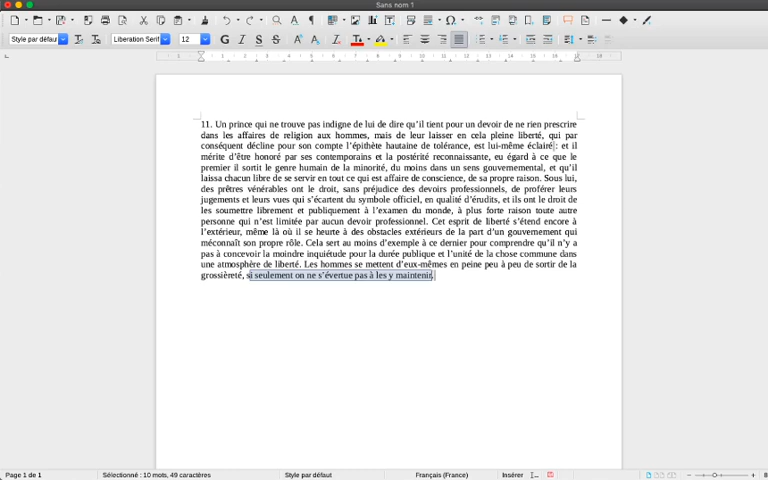 Sans nom 1
Style par défau
Liberation Serif
12
G I S S
11. Un prince qui ne trouve pas indigne de lui de dire qu’il tient pour un devoir de ne rien prescrire
dans les affaires de religion aux hommes, mais de leur laisser en cela pleine liberté, qui par
conséquent décline pour son compte l’épithète hautaine de tolérance, est lui-même éclairé : et il
mérite d’être honoré par ses contemporains et la postérité reconnaissante, eu égard à ce que le
premier il sortit le genre humain de la minorité, du moins dans un sens gouvernemental, et qu’il
laissa chacun libre de se servir en tout ce qui est affaire de conscience, de sa propre raison. Sous lui,
des prêtres vénérables ont le droit, sans préjudice des devoirs professionnels, de proférer leurs
jugements et leurs vues qui s’écartent du symbole officiel, en qualité d’érudits, et ils ont le droit de
les soumettre librement et publiquement à l’examen du monde, à plus forte raison toute autre
personne qui n’est limitée par aucun devoir professionnel. Cet esprit de liberté s’étend encore à
l’extérieur, même là où il se heurte à des obstacles extérieurs de la part d’un gouvernement qui
méconnaît son propre rôle. Cela sert au moins d’exemple à ce dernier pour comprendre qu’il n’y a
pas à concevoir la moindre inquiétude pour la durée publique et l’unité de la chose commune dans
une atmosphère de liberté. Les hommes se mettent d’eux-mêmes en peine peu à peu de sortir de la
grossièreté, si seulement on ne s’évertue pas à les y maintenir.
Page 1 de 1 Sélectionné : 10 mots, 49 caractères Style par défaut Français (France) Insérer